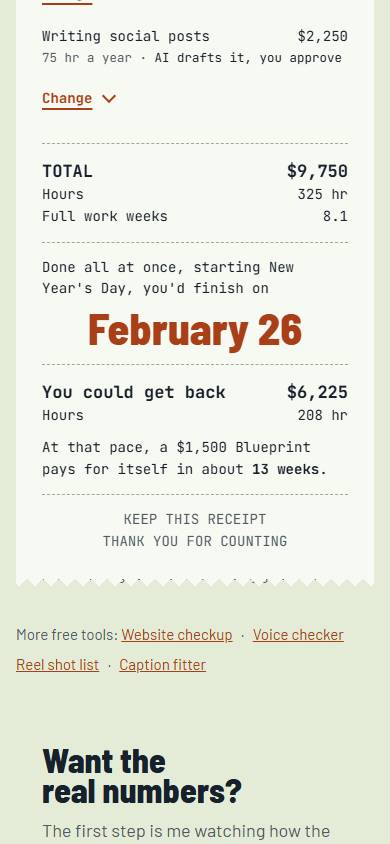 Writing social posts $2,250
75 hr a year · AI drafts it, you approve
Change
TOTAL $9,750
Hours 325 hr
Full work weeks 8.1
Done all at once, starting New
Year's Day, you'd finish on
February 26
You could get back $6,225
Hours 208 hr
At that pace, a $1,500 Blueprint
pays for itself in about 13 weeks.
KEEP THIS RECEIPT
THANK YOU FOR COUNTING
More free tools: Website checkup · Voice checker
Reel shot list · Caption fitter
Want the
real numbers?
The first step is me watching how the